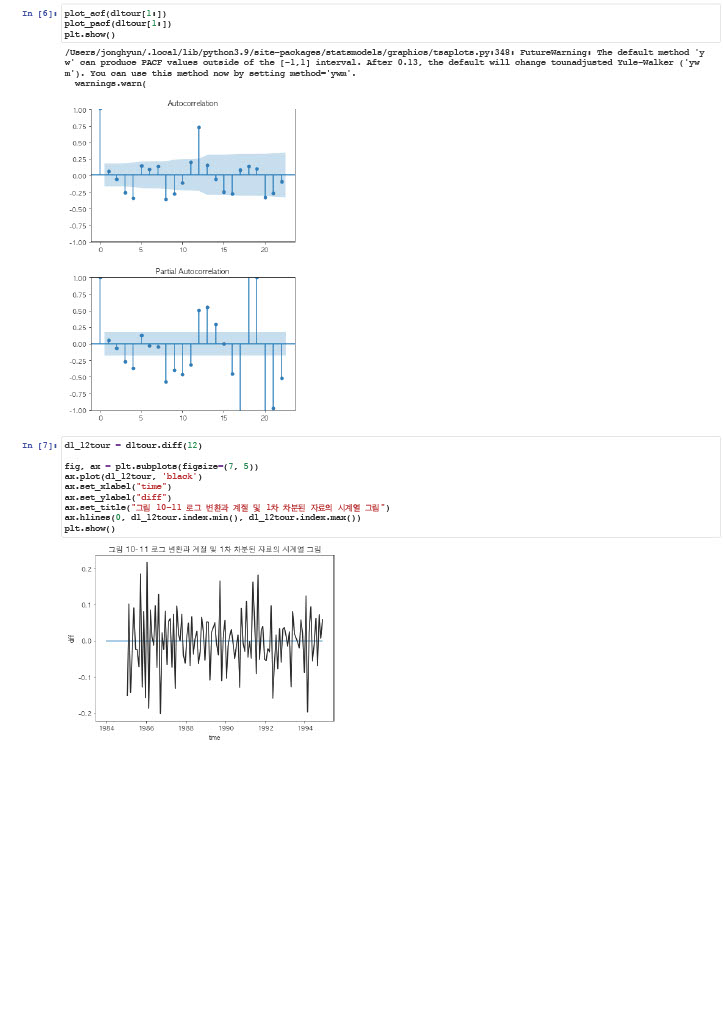 In [6]: plot_acf(dltour[1:])
plot_pacf(dltour[1:])
plt.show()
/Users/jonghyun/.local/lib/python3.9/site-packages/statsmodels/graphics/tsaplots.py:348: FutureWarning: The default method 'y
w' can produce PACF values outside of the [-1,1] interval. After 0.13, the default will change tounadjusted Yule-Walker ('yw
m'). You can use this method now by setting method='ywm'.
warnings.warn(
Autocorrelation
1.00
0.75
0.50
0.25
0.00
-0.25
-0.50
-0.75
-1.00
0 5 10 15 20
Partial Autocorrelation
1.00
0.75
0.50
0.25
0.00
-0.25
-0.50
-0.75
-1.00
0 5 10 15 20
In [7]: dl_12tour = dltour.diff(12)
fig, ax = plt.subplots(figsize=(7, 5))
ax.plot(dl_12tour, 'black')
ax.set_xlabel("time")
ax.set_ylabel("diff")
ax.set_title("그림 10-11 로그 변환과 계절 및 1차 차분된 자료의 시계열 그림")
ax.hlines(0, dl_12tour.index.min(), dl_12tour.index.max())
plt.show()
그림 10-11 로그 변환과 계절 및 1차 차분된 자료의 시계열 그림
0.2
0.1
0.0
-0.1
-0.2
diff
1984 1986 1988 1990 1992 1994
time